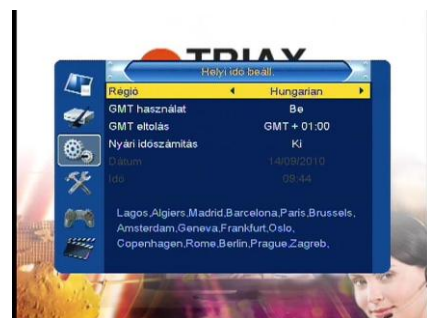 TRIAX
Helyi idő beáll.
Régió Hungarian
GMT használat Be
GMT eltolás GMT + 01:00
Nyári időszámítás Ki
Dátum 14/09/2010
Idő 09:44
Lagos,Algiers,Madrid,Barcelona,Paris,Brussels,
Amsterdam,Geneva,Frankfurt,Oslo,
Copenhagen,Rome,Berlin,Prague,Zagreb,